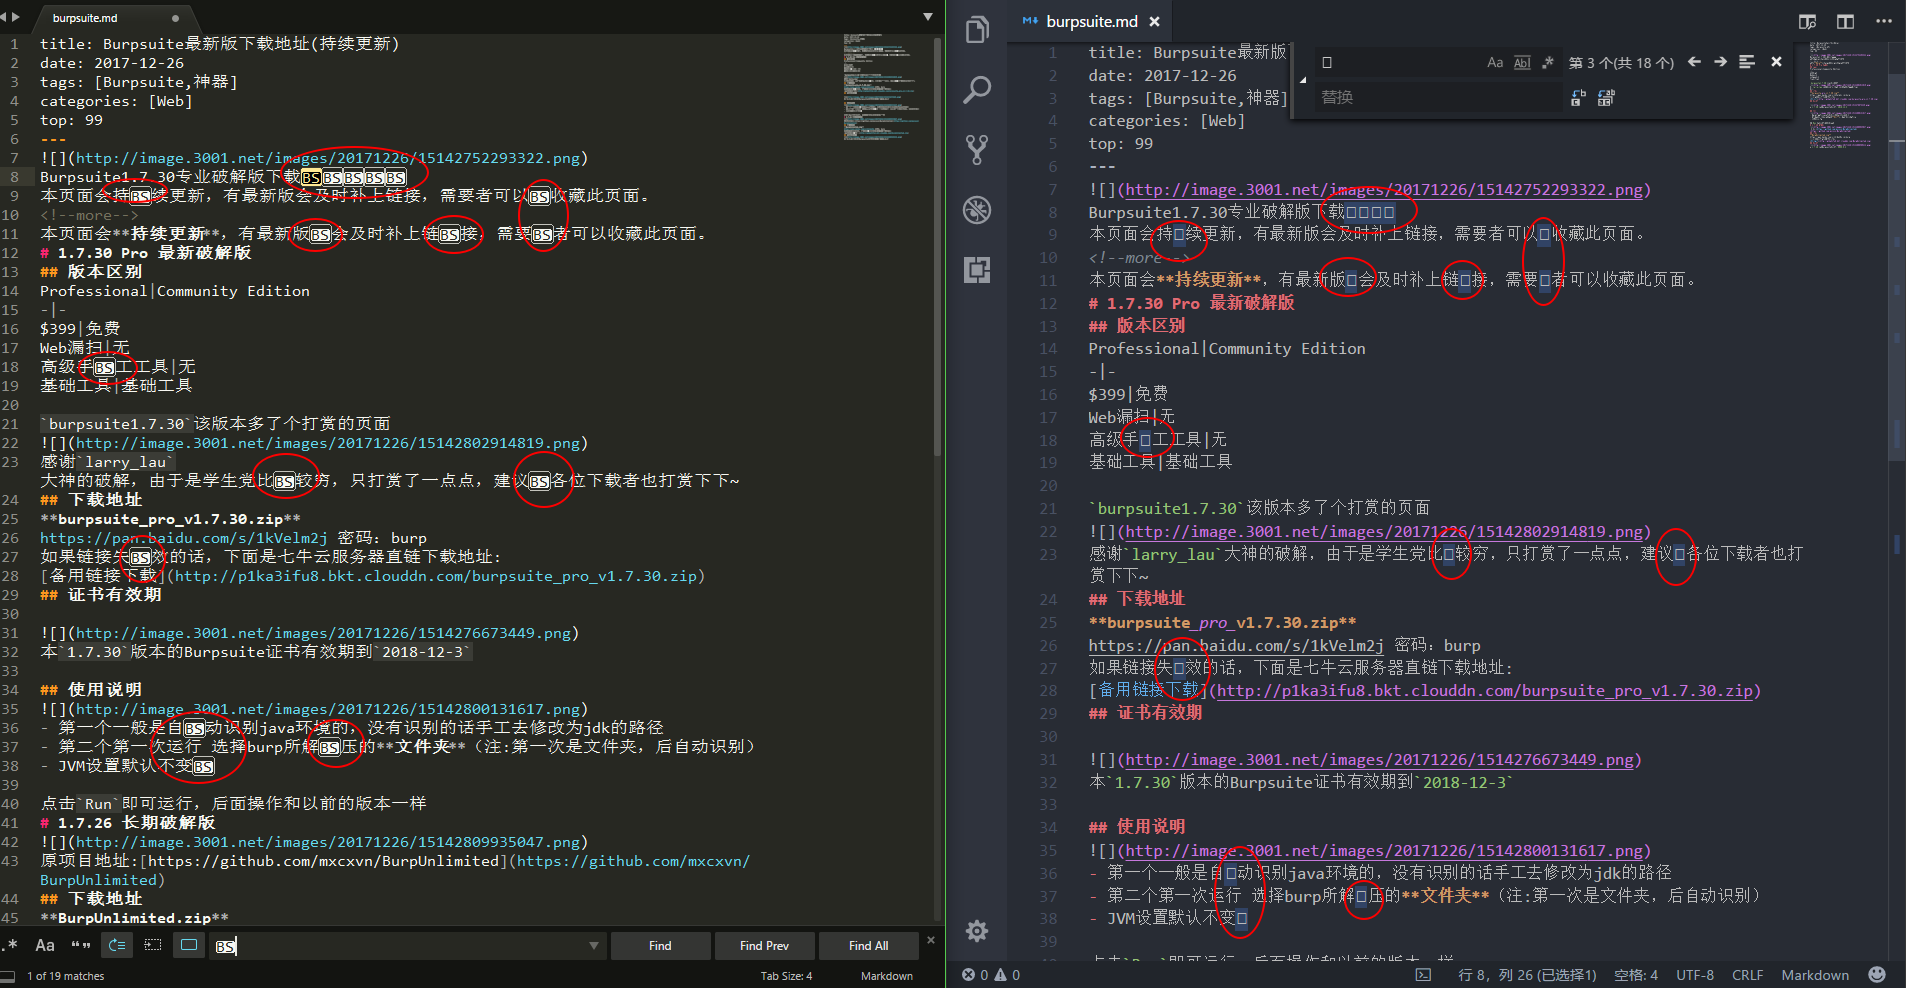 burpsuite.md
1 title: Burpsuite最新版下载地址(持续更新)
2 date: 2017-12-26
3 tags: [Burpsuite,神器]
4 categories: [Web]
5 top: 99
6 ---
7 ![](http://image.3001.net/images/20171226/15142752293322.png)
8 Burpsuite1.7.30专业破解版下载BSBSBSBSBS
9 本页面会持BS续更新，有最新版会及时补上链接，需要者可以BS收藏此页面。
10 <!--more-->
11 本页面会**持续更新**，有最新版BS会及时补上链BS接，需要BS者可以收藏此页面。
12 # 1.7.30 Pro 最新破解版
13 ## 版本区别
14 Professional|Community Edition
15 -|-
16 $399|免费
17 Web漏扫|无
18 高级手BS工工具|无
19 基础工具|基础工具
20
21 `burpsuite1.7.30`该版本多了个打赏的页面
22 ![](http://image.3001.net/images/20171226/15142802914819.png)
23 感谢`larry_lau`
大神的破解，由于是学生党比BS较穷，只打赏了一点点，建议BS各位下载者也打赏下下~
24 ## 下载地址
25 **burpsuite_pro_v1.7.30.zip**
26 https://pan.baidu.com/s/1kVelm2j 密码: burp
27 如果链接失BS效的话，下面是七牛云服务器直链下载地址:
28 [备用链接下载](http://p1ka3ifu8.bkt.clouddn.com/burpsuite_pro_v1.7.30.zip)
29 ## 证书有效期
30
31 ![](http://image.3001.net/images/20171226/1514276673449.png)
32 本`1.7.30`版本的Burpsuite证书有效期到`2018-12-3`
33
34 ## 使用说明
35 ![](http://image.3001.net/images/20171226/15142800131617.png)
36 - 第一个一般是自BS动识别java环境的，没有识别的话手工去修改为jdk的路径
37 - 第二个第一次运行 选择burp所解BS压的**文件夹**（注:第一次是文件夹，后自动识别）
38 - JVM设置默认不变BS
39
40 点击`Run`即可运行，后面操作和以前的版本一样
41 # 1.7.26 长期破解版
42 ![](http://image.3001.net/images/20171226/15142809935047.png)
43 原项目地址:[https://github.com/mxcxvn/BurpUnlimited](https://github.com/mxcxvn/
BurpUnlimited)
44 ## 下载地址
45 **BurpUnlimited.zip**
.* Aa “” BS Find Find Prev Find All
1 of 19 matches Tab Size: 4 Markdown
burpsuite.md
Aa Abl .* 第 3 个(共 18 个)
替换
1 title: Burpsuite最新版
2 date: 2017-12-26
3 tags: [Burpsuite,神器]
4 categories: [Web]
5 top: 99
6 ---
7 ![](http://image.3001.net/images/20171226/15142752293322.png)
8 Burpsuite1.7.30专业破解版下载
9 本页面会持续更新，有最新版会及时补上链接，需要者可以收藏此页面。
10 <!--more-->
11 本页面会**持续更新**，有最新版会及时补上链接，需要者可以收藏此页面。
12 # 1.7.30 Pro 最新破解版
13 ## 版本区别
14 Professional|Community Edition
15 -|-
16 $399|免费
17 Web漏扫|无
18 高级手工工具|无
19 基础工具|基础工具
20
21 `burpsuite1.7.30`该版本多了个打赏的页面
22 ![](http://image.3001.net/images/20171226/15142802914819.png)
23 感谢`larry_lau`大神的破解，由于是学生党比较穷，只打赏了一点点，建议各位下载者也打
赏下下~
24 ## 下载地址
25 **burpsuite_pro_v1.7.30.zip**
26 https://pan.baidu.com/s/1kVelm2j 密码: burp
27 如果链接失效的话，下面是七牛云服务器直链下载地址:
28 [备用链接下载](http://p1ka3ifu8.bkt.clouddn.com/burpsuite_pro_v1.7.30.zip)
29 ## 证书有效期
30
31 ![](http://image.3001.net/images/20171226/1514276673449.png)
32 本`1.7.30`版本的Burpsuite证书有效期到`2018-12-3`
33
34 ## 使用说明
35 ![](http://image.3001.net/images/20171226/15142800131617.png)
36 - 第一个一般是自动识别java环境的，没有识别的话手工去修改为jdk的路径
37 - 第二个第一次运行 选择burp所解压的**文件夹**（注:第一次是文件夹，后自动识别）
38 - JVM设置默认不变
39
0 0 行 8，列 26 (已选择1) 空格: 4 UTF-8 CRLF Markdown